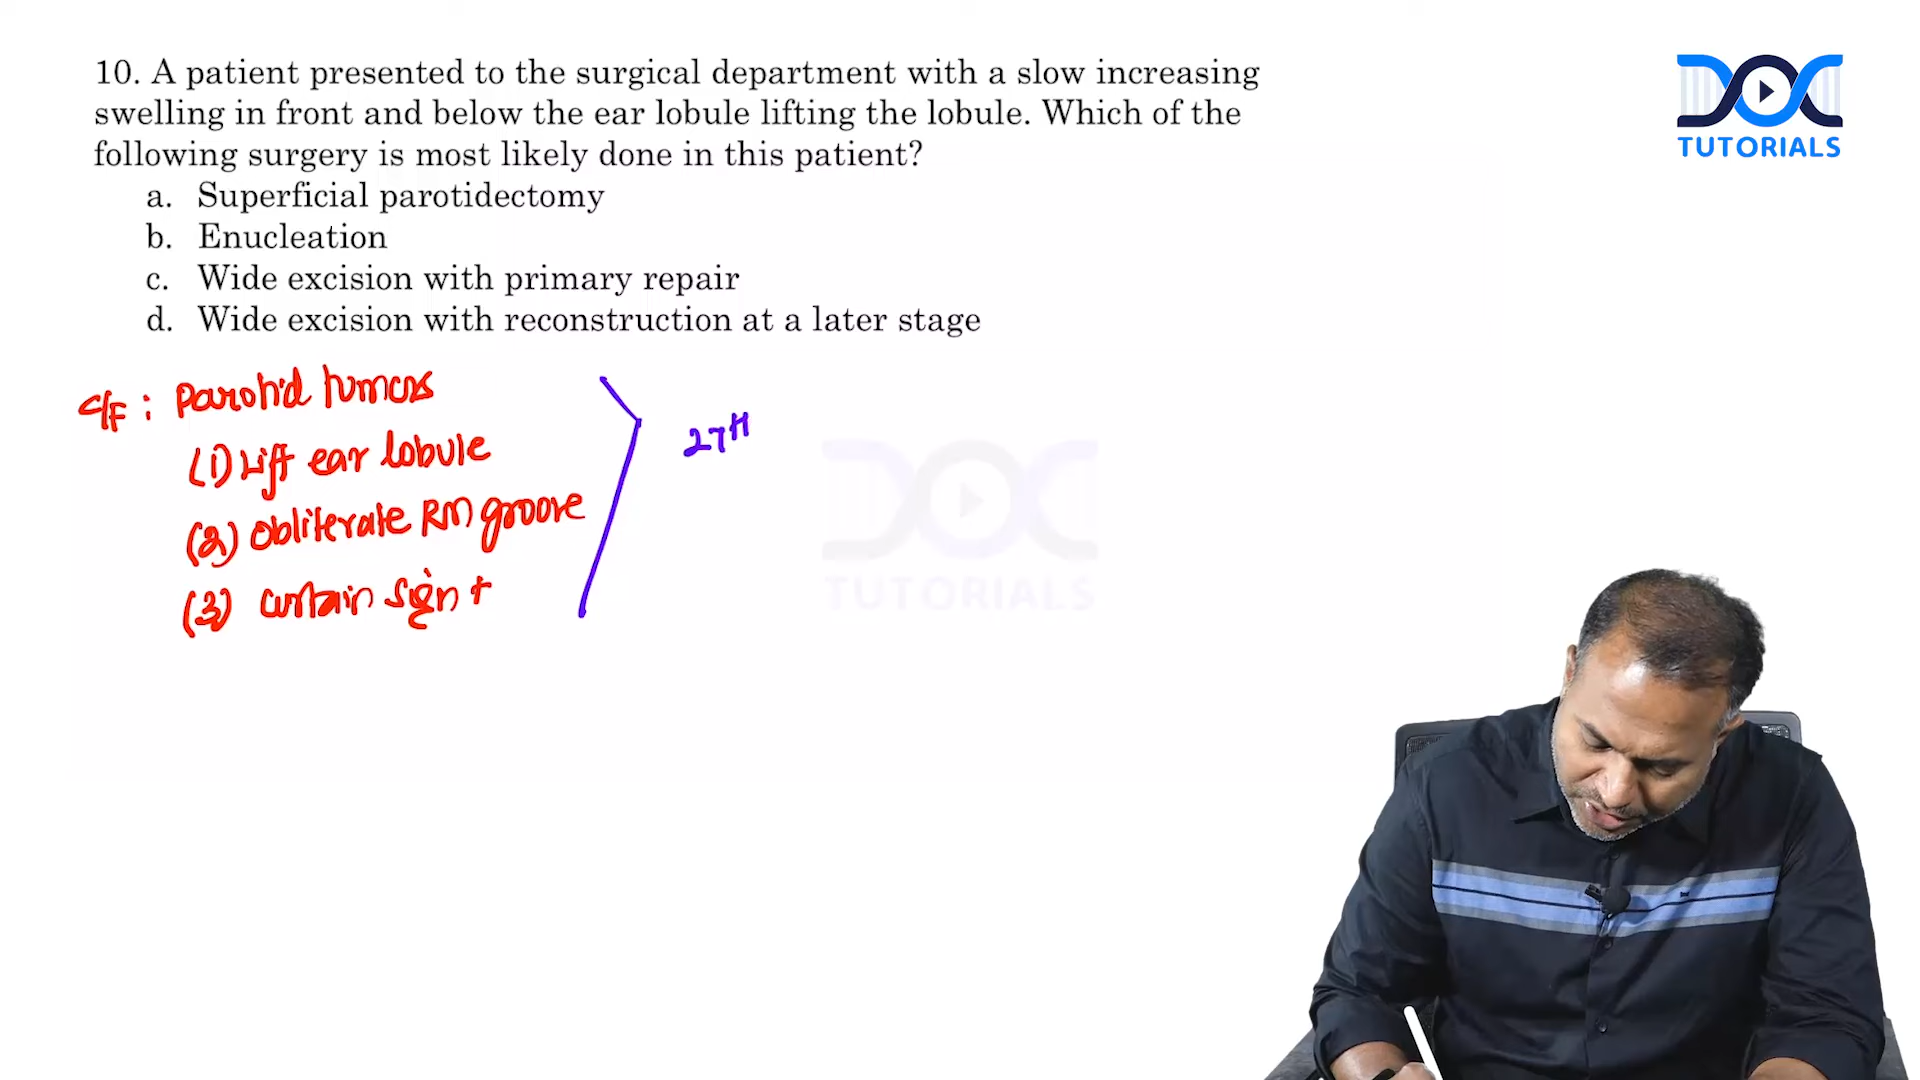 10. A patient presented to the surgical department with a slow increasing
swelling in front and below the ear lobule lifting the lobule. Which of the
following surgery is most likely done in this patient?
a. Superficial parotidectomy
b. Enucleation
c. Wide excision with primary repair
d. Wide excision with reconstruction at a later stage
TUTORIALS
C/F : Parotid tumors
(1) Lift ear lobule
(2) Obliterate RM groove
(3) curtain sign +
27th
TUTORIALS